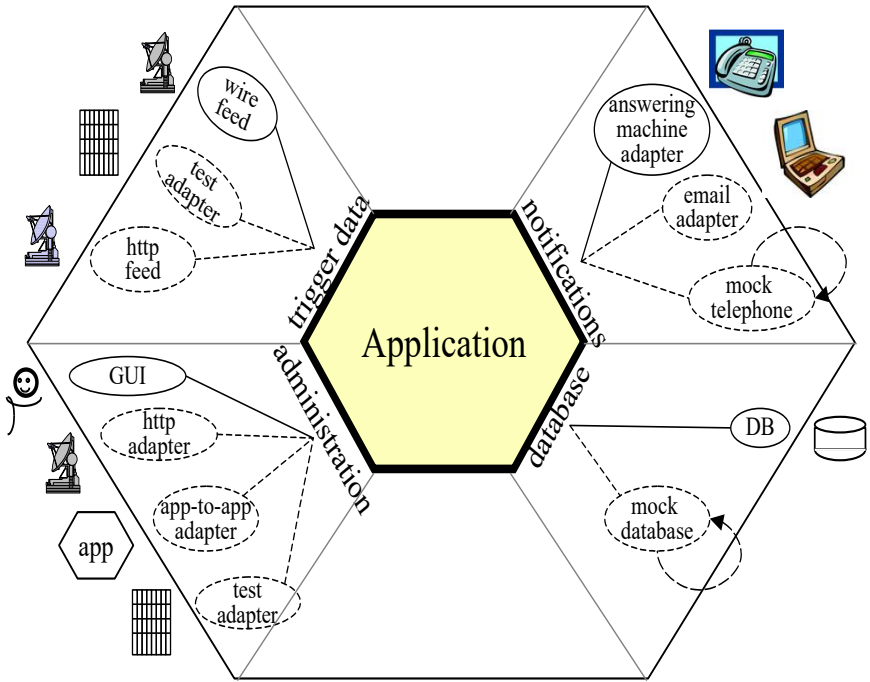 wire
feed
test
adapter
http
feed
trigger data
answering
machine
adapter
email
adapter
mock
telephone
notifications
Application
GUI
http
adapter
app-to-app
adapter
test
adapter
administration
app
database
DB
mock
database